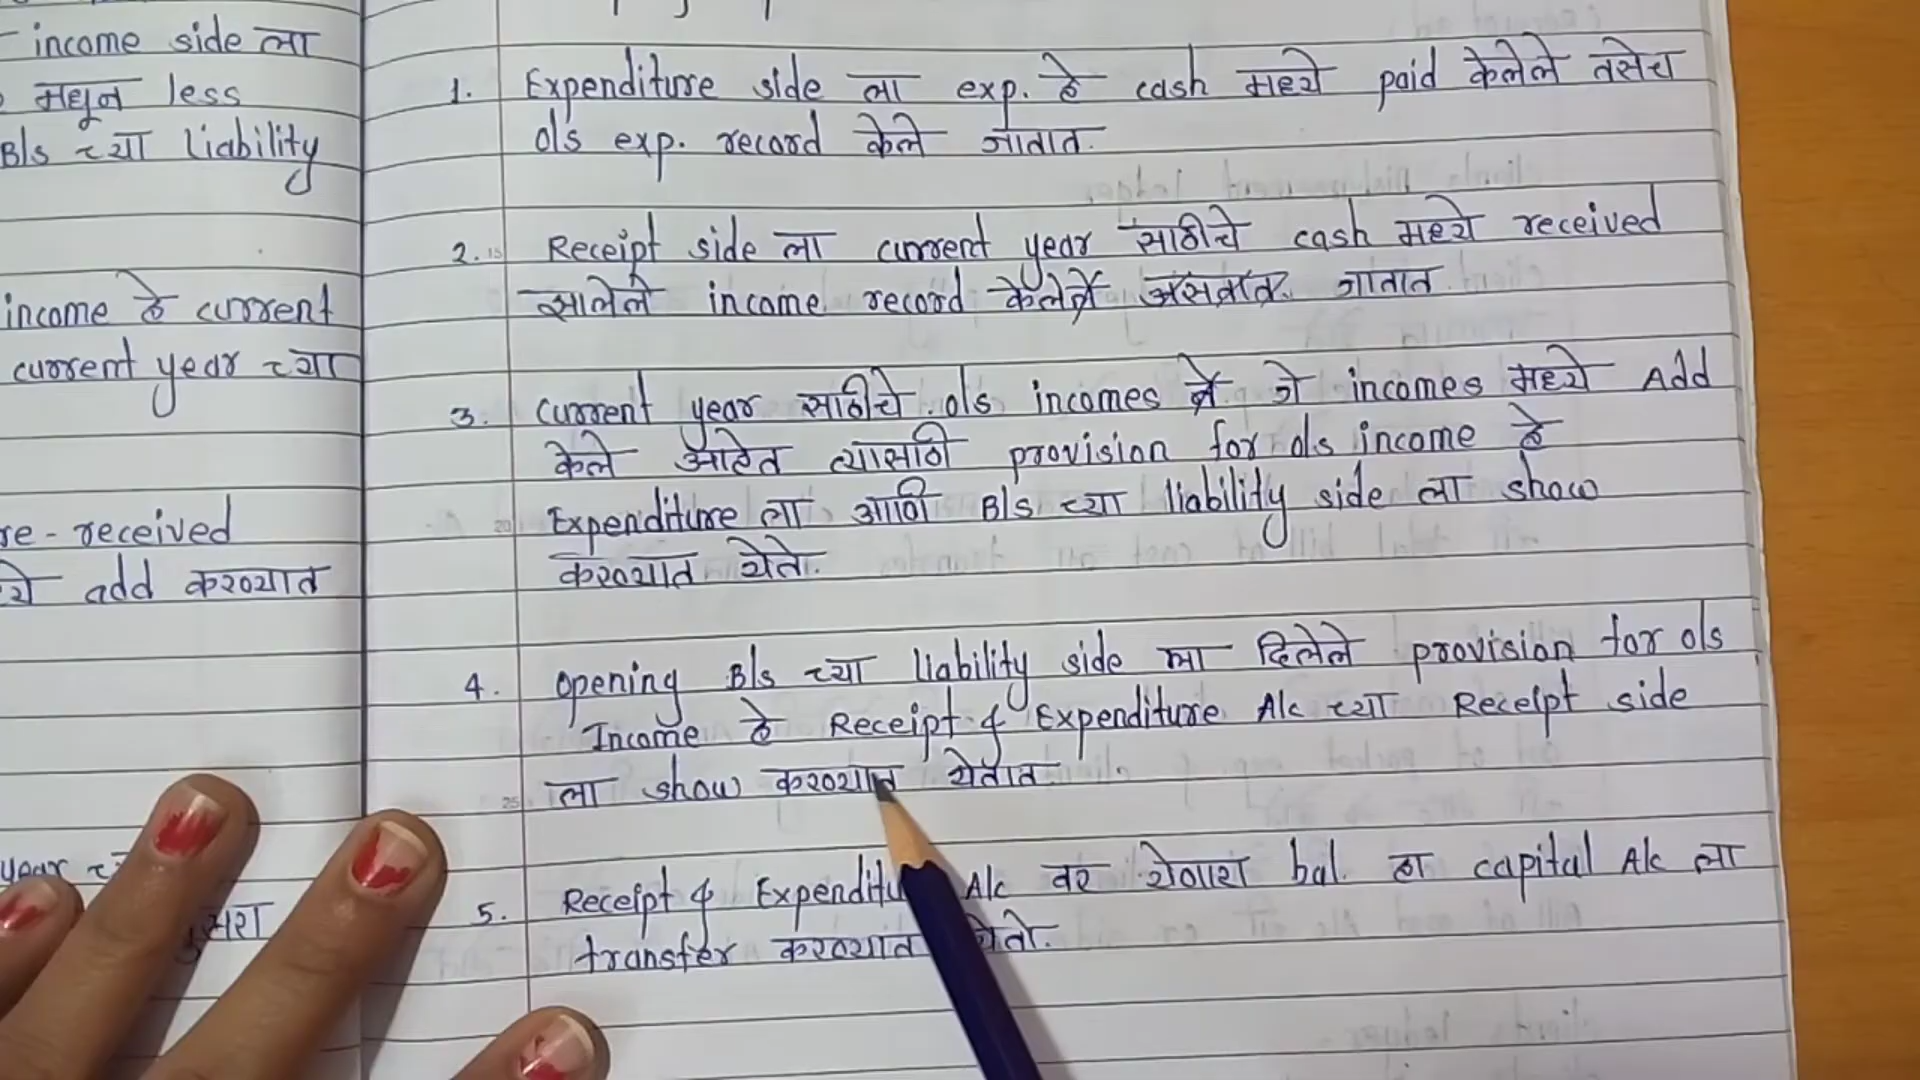 income side ला
मधून less
B/s च्या liability
income हे current
current year च्या
re - received
ये add करण्यात
year
1. Expenditure side ला exp. हे cash मध्ये paid केलेले तसेच
o/s exp. record केले जातात.
2. Receipt side ला current year साठीचे cash मध्ये received
झालेले income record केलेले असतात. जातात
3. current year साठीचे o/s incomes जे incomes मध्ये Add
केले आहेत त्यासाठी provision for o/s income हे
Expenditure ला आणि B/s च्या liability side ला show
करण्यात येते.
4. opening B/s च्या liability side ला दिलेले provision for o/s
Income हे Receipt & Expenditure A/c च्या Receipt side
ला show करण्यात येतात
5. Receipt & Expenditu A/c वर येणारा bal. हा capital A/c ला
transfer करण्यात येतो.